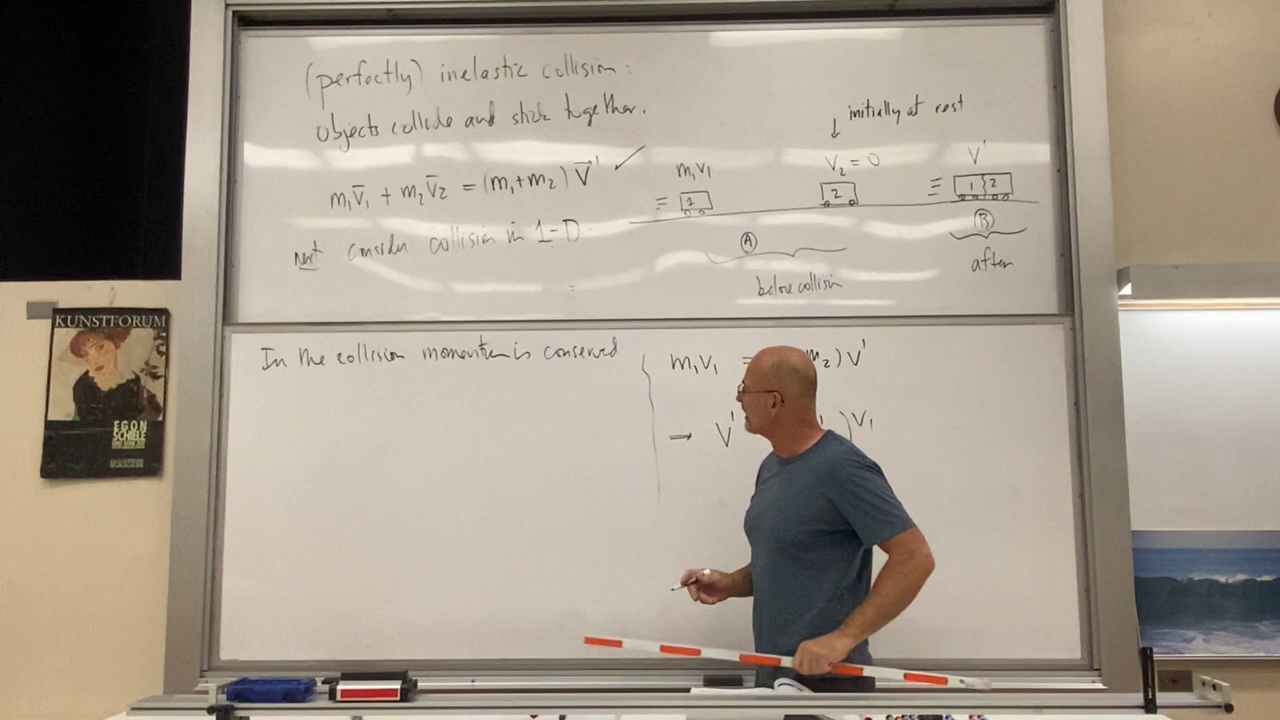 (perfectly) inelastic collision:
objects collide and stick together.
m₁v̄₁ + m₂v̄₂ = (m₁+m₂) v̄' ✓
next consider collision in 1-D
↓ initially at rest
m₁v₁
V₂ = 0
V'
1
2
1 2
A
B
before collision
after
KUNSTFORUM
EGON
SCHIELE
In the collision momentum is conserved
m₁v₁ = m₂) v'
→ V' ) v₁